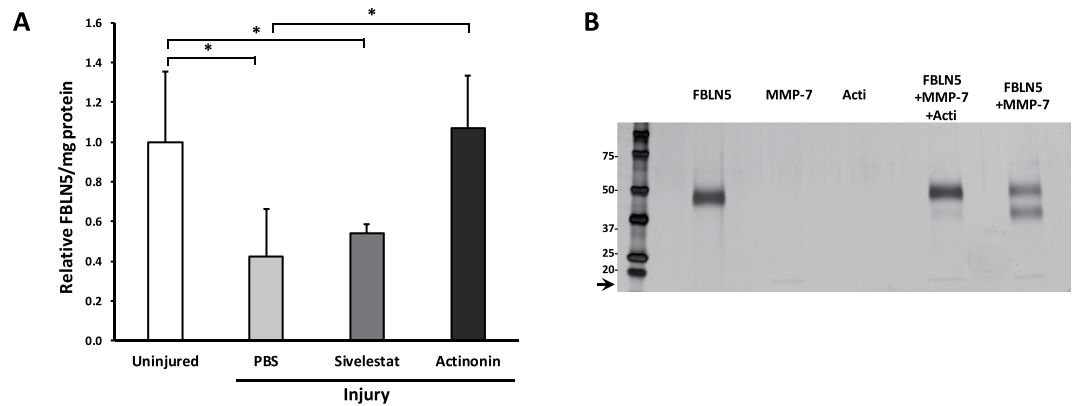 A
Relative FBLN5/mg protein
1.6
1.4
1.2
1.0
0.8
0.6
0.4
0.2
0.0
*
*
*
Uninjured PBS Sivelestat Actinonin
Injury
B
FBLN5 MMP-7 Acti FBLN5 FBLN5
+MMP-7 +MMP-7
+Acti
75-
50-
37-
25-
20-